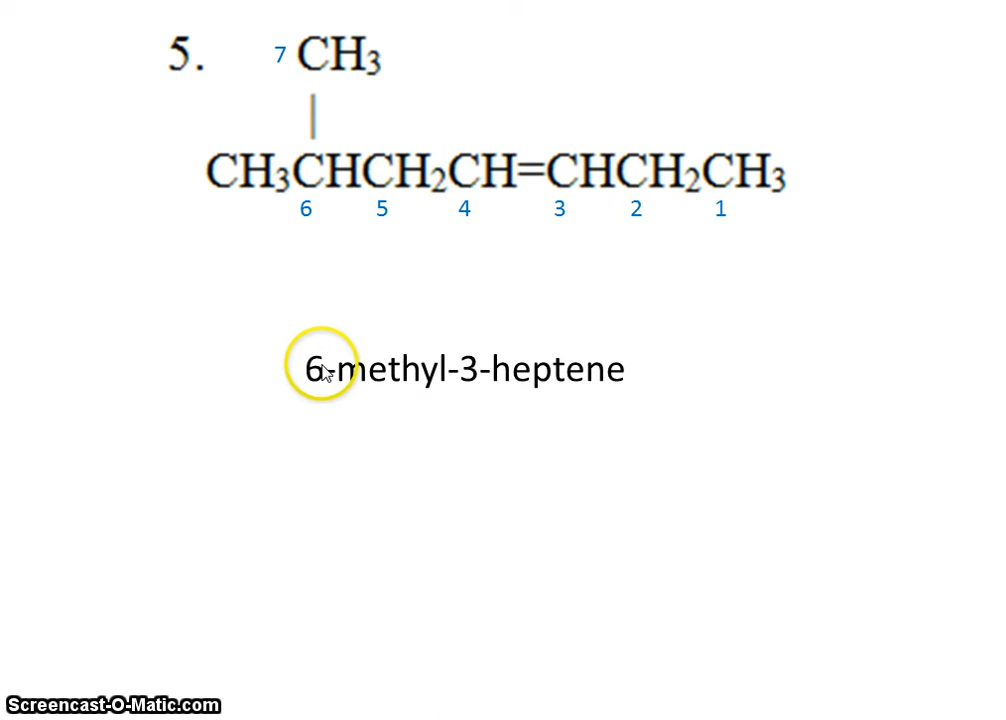 5. 7 CH₃
|
CH₃CHCH₂CH=CHCH₂CH₃
6 5 4 3 2 1
6-methyl-3-heptene
Screencast-O-Matic.com